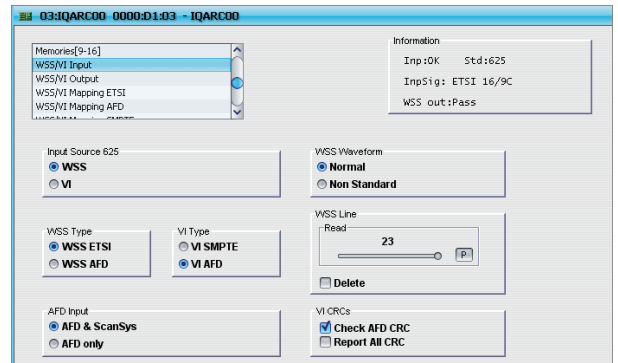 03:IQARC00 0000:D1:03 - IQARC00
Memories[9-16]
WSS/VI Input
WSS/VI Output
WSS/VI Mapping ETSI
WSS/VI Mapping AFD
WSS/VI Mapping SMPTE
Information
Inp:OK Std:625
InpSig: ETSI 16/9C
WSS out:Pass
Input Source 625
WSS
VI
WSS Waveform
Normal
Non Standard
WSS Type
WSS ETSI
WSS AFD
VI Type
VI SMPTE
VI AFD
WSS Line
Read
23
P
Delete
AFD Input
AFD & ScanSys
AFD only
VI CRCs
Check AFD CRC
Report All CRC